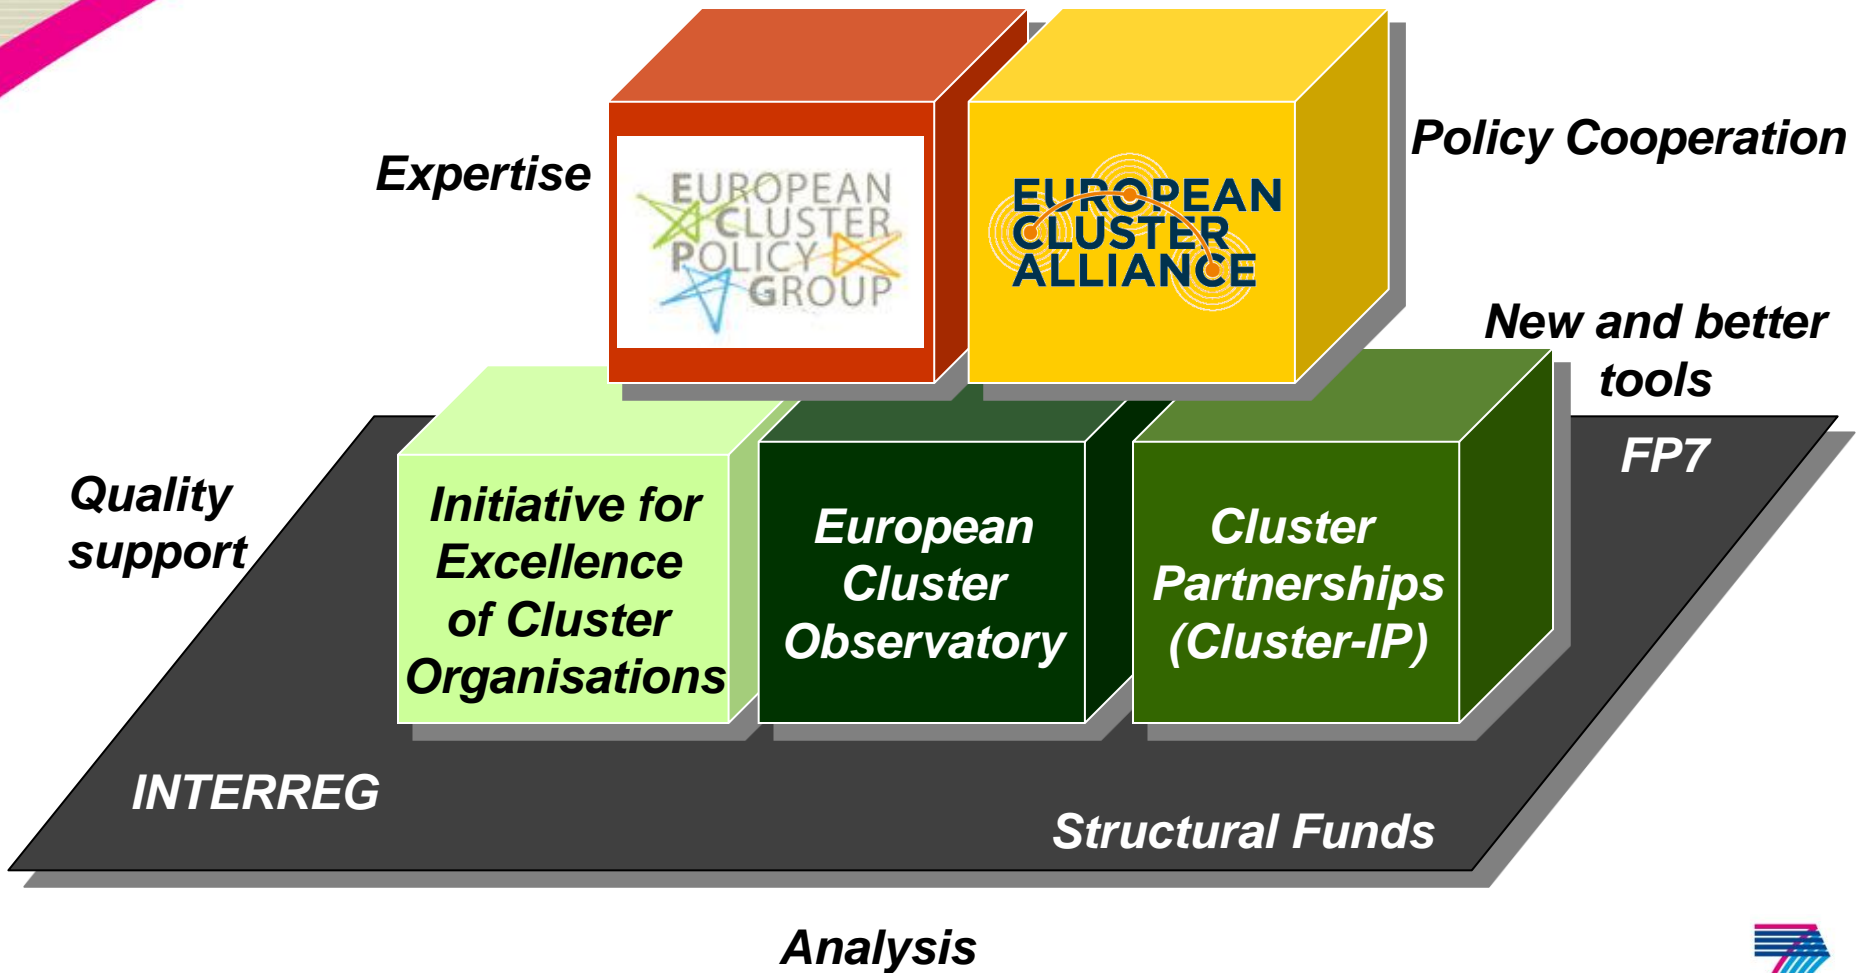 Expertise
EUROPEAN
CLUSTER
POLICY
GROUP
EUROPEAN
CLUSTER
ALLIANCE
Policy Cooperation
New and better
tools
FP7
Quality
support
Initiative for
Excellence
of Cluster
Organisations
European
Cluster
Observatory
Cluster
Partnerships
(Cluster-IP)
INTERREG
Structural Funds
Analysis